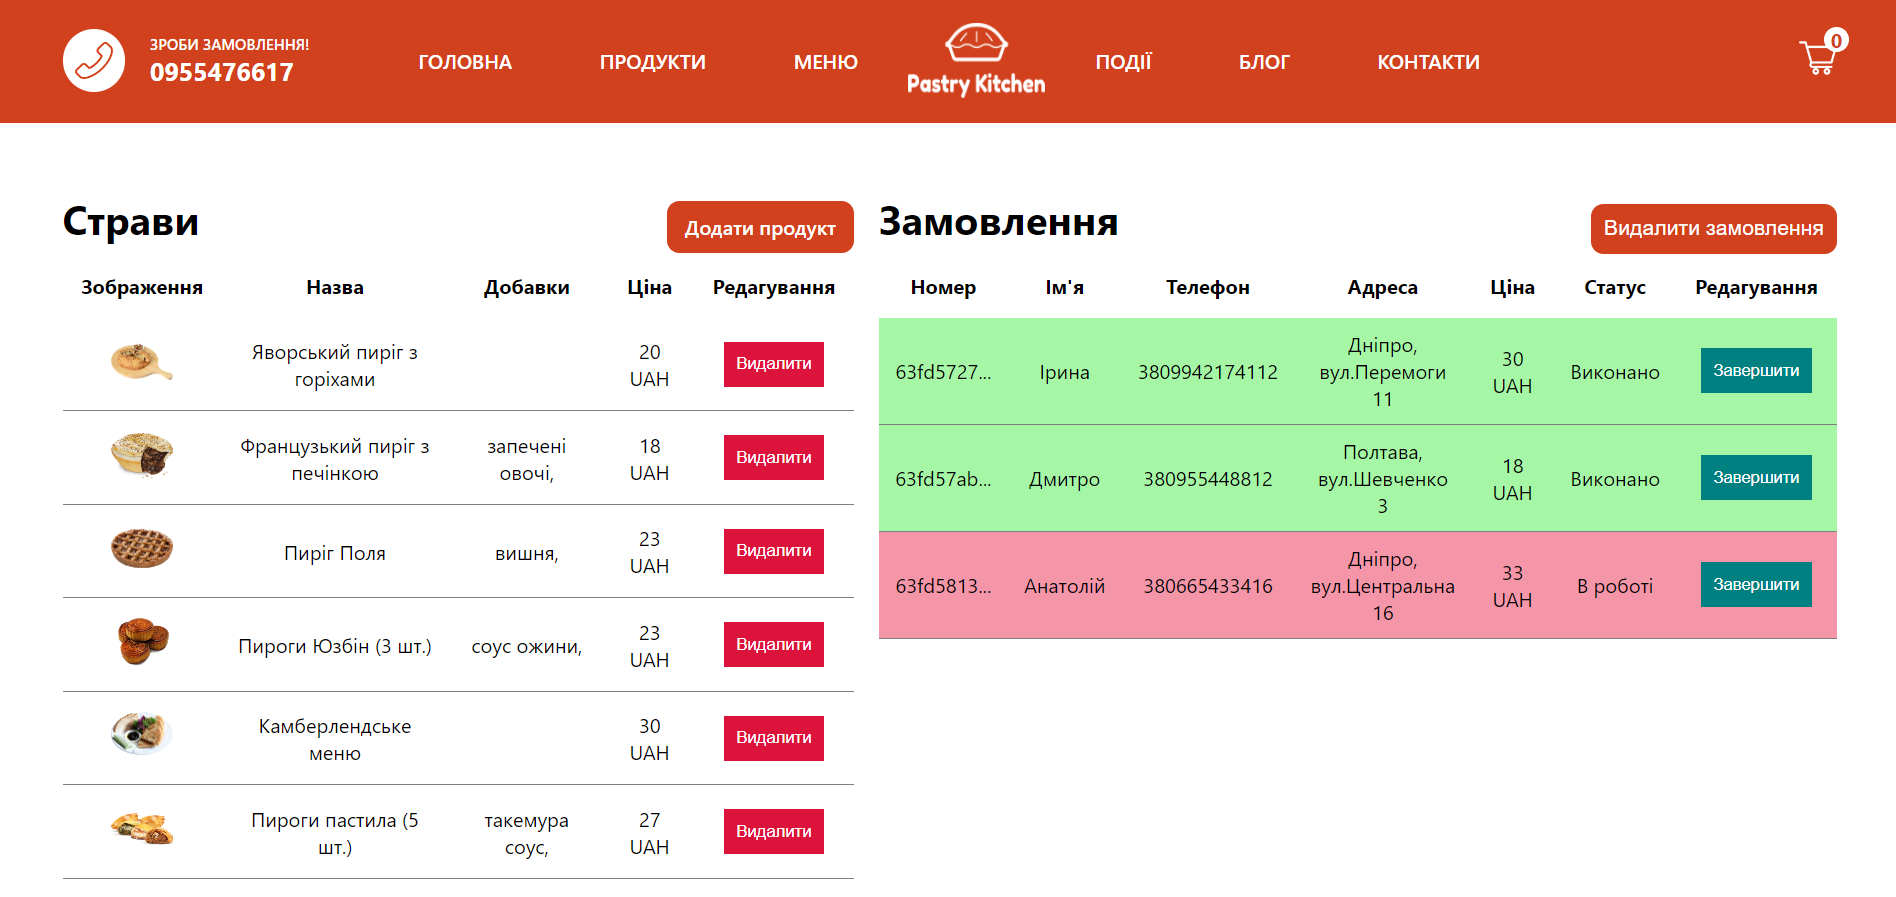 ЗРОБИ ЗАМОВЛЕННЯ!
0955476617
ГОЛОВНА
ПРОДУКТИ
МЕНЮ
Pastry Kitchen
ПОДІЇ
БЛОГ
КОНТАКТИ
0
Страви
Додати продукт
Зображення Назва Добавки Ціна Редагування
Яворський пиріг з
горіхами
20
UAH
Видалити
Французький пиріг з
печінкою
запечені
овочі,
18
UAH
Видалити
Пиріг Поля
вишня,
23
UAH
Видалити
Пироги Юзбін (3 шт.)
соус ожини,
23
UAH
Видалити
Камберлендське
меню
30
UAH
Видалити
Пироги пастила (5
шт.)
такемура
соус,
27
UAH
Видалити
Замовлення
Видалити замовлення
Номер Ім'я Телефон Адреса Ціна Статус Редагування
63fd5727...
Ірина
3809942174112
Дніпро,
вул.Перемоги
11
30
UAH
Виконано
Завершити
63fd57ab...
Дмитро
380955448812
Полтава,
вул.Шевченко
3
18
UAH
Виконано
Завершити
63fd5813...
Анатолій
380665433416
Дніпро,
вул.Центральна
16
33
UAH
В роботі
Завершити